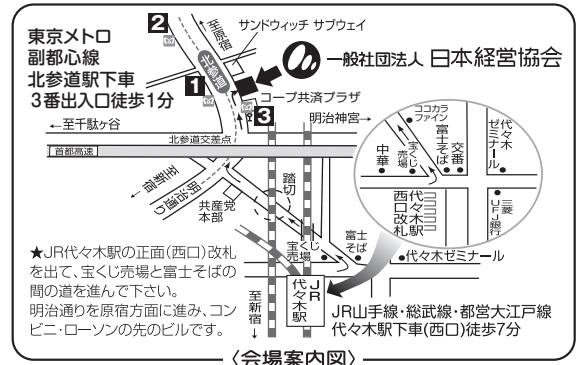 東京メトロ
副都心線
北参道駅下車
3番出入口徒歩1分
2
至原宿
サンドウィッチ サブウェイ
北参道
一般社団法人 日本経営協会
1
コープ共済プラザ
3
←至千駄ヶ谷
明治神宮→
北参道交差点
首都高速
至新宿
明治通り
共産党
本部
踏切
ココカラ
ファイン
代々木
ゼミナール
中華
宝くじ
売場
富士そば
交番
代々木駅
西口改札
三菱
UFJ銀行
宝くじ
売場
富士
そば
代々木ゼミナール
★JR代々木駅の正面(西口)改札
を出て、宝くじ売場と富士そばの
間の道を進んで下さい。
明治通りを原宿方面に進み、コン
ビニ・ローソンの先のビルです。
至新宿
↓
JR
代々木駅
JR山手線・総武線・都営大江戸線
代々木駅下車(西口)徒歩7分
〈会場案内図〉